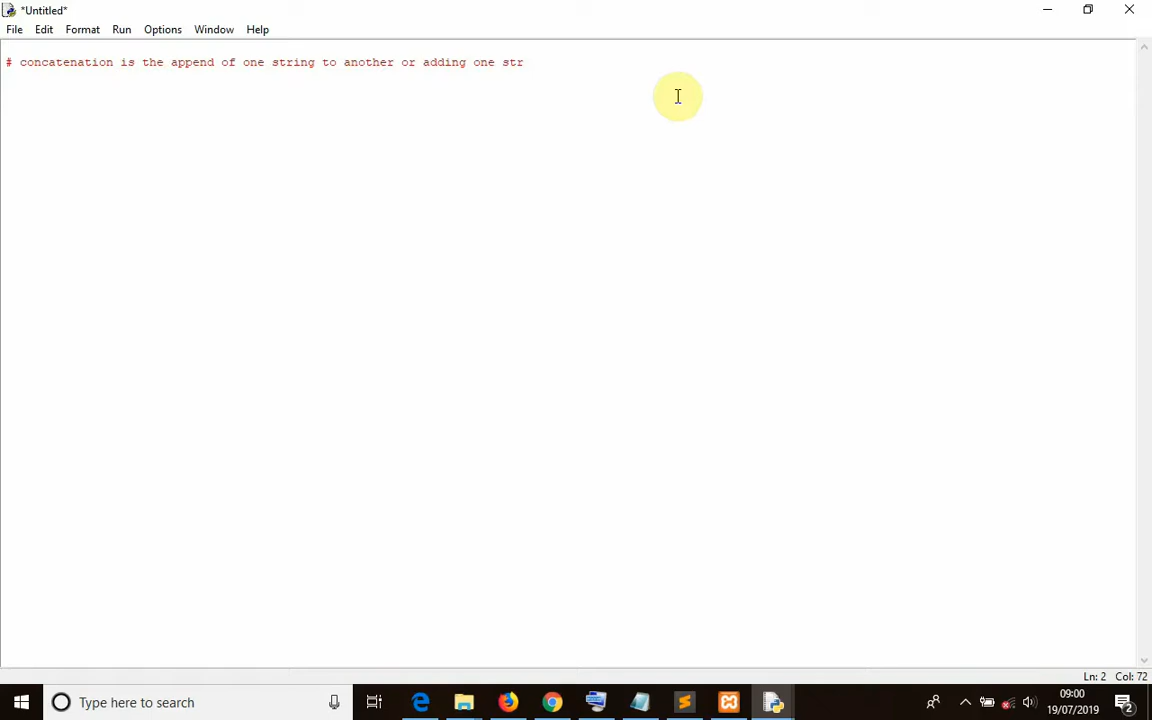 *Untitled*
File Edit Format Run Options Window Help
# concatenation is the append of one string to another or adding one str
Ln: 2 Col: 72
Type here to search
09:00
19/07/2019
2